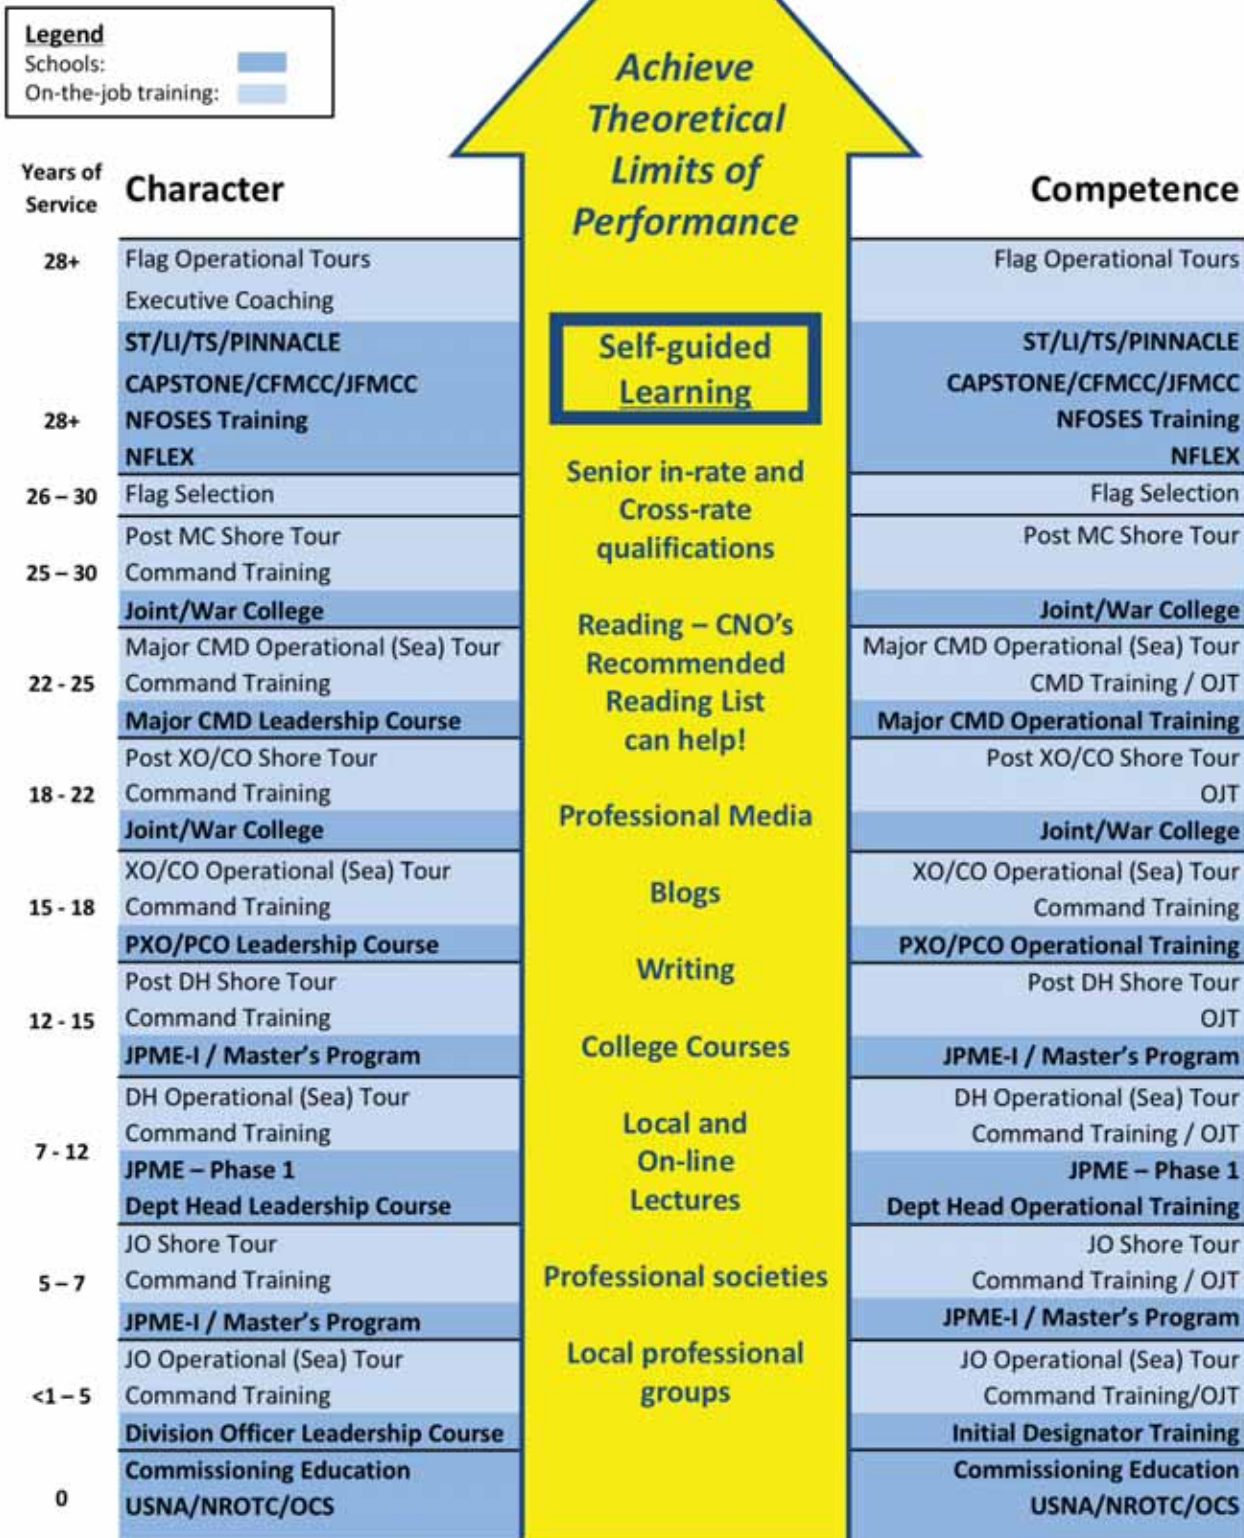 Legend
Schools:
On-the-job training:
Achieve
Theoretical
Limits of
Performance
Years of
Service
Character
Competence
28+
Flag Operational Tours
Executive Coaching
ST/LI/TS/PINNACLE
CAPSTONE/CFMCC/JFMCC
28+
NFOSES Training
NFLEX
26 – 30
Flag Selection
Post MC Shore Tour
25 – 30
Command Training
Joint/War College
Major CMD Operational (Sea) Tour
22 - 25
Command Training
Major CMD Leadership Course
Post XO/CO Shore Tour
18 - 22
Command Training
Joint/War College
XO/CO Operational (Sea) Tour
15 - 18
Command Training
PXO/PCO Leadership Course
Post DH Shore Tour
12 - 15
Command Training
JPME-I / Master's Program
DH Operational (Sea) Tour
Command Training
7 - 12
JPME – Phase 1
Dept Head Leadership Course
JO Shore Tour
5 – 7
Command Training
JPME-I / Master's Program
JO Operational (Sea) Tour
<1 – 5
Command Training
Division Officer Leadership Course
Commissioning Education
0
USNA/NROTC/OCS
Self-guided
Learning
Senior in-rate and
Cross-rate
qualifications
Reading – CNO's
Recommended
Reading List
can help!
Professional Media
Blogs
Writing
College Courses
Local and
On-line
Lectures
Professional societies
Local professional
groups
Flag Operational Tours
ST/LI/TS/PINNACLE
CAPSTONE/CFMCC/JFMCC
NFOSES Training
NFLEX
Flag Selection
Post MC Shore Tour
Joint/War College
Major CMD Operational (Sea) Tour
CMD Training / OJT
Major CMD Operational Training
Post XO/CO Shore Tour
OJT
Joint/War College
XO/CO Operational (Sea) Tour
Command Training
PXO/PCO Operational Training
Post DH Shore Tour
OJT
JPME-I / Master's Program
DH Operational (Sea) Tour
Command Training / OJT
JPME – Phase 1
Dept Head Operational Training
JO Shore Tour
Command Training / OJT
JPME-I / Master's Program
JO Operational (Sea) Tour
Command Training/OJT
Initial Designator Training
Commissioning Education
USNA/NROTC/OCS